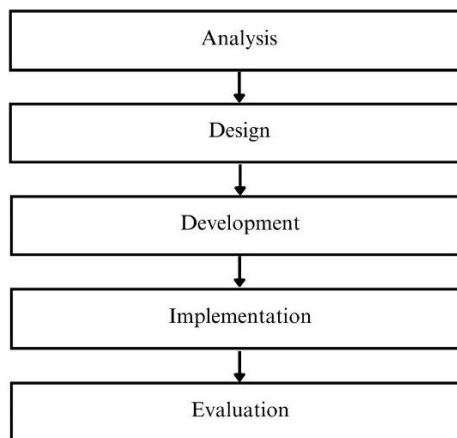 Analysis
Design
Development
Implementation
Evaluation